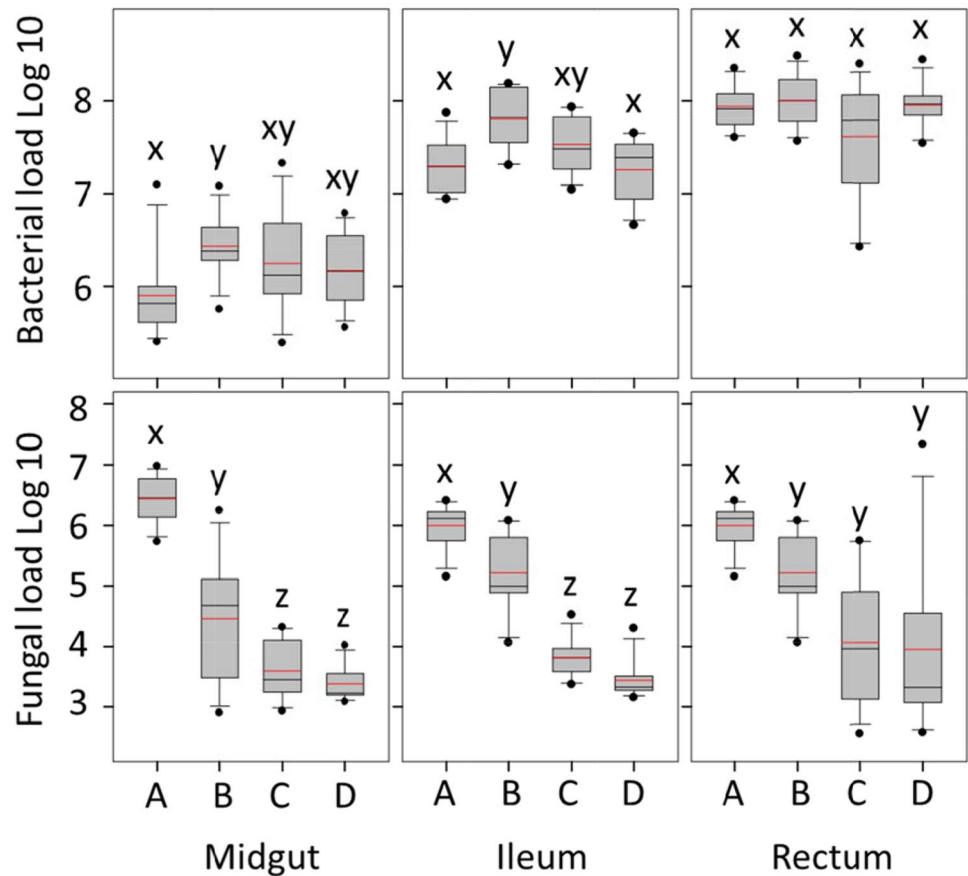 Bacterial load Log 10
8
7
6
x y xy xy
x y xy x
x x x x
Fungal load Log 10
8
7
6
5
4
3
x y z z
x y z z
x y y y
A B C D A B C D A B C D
Midgut Ileum Rectum